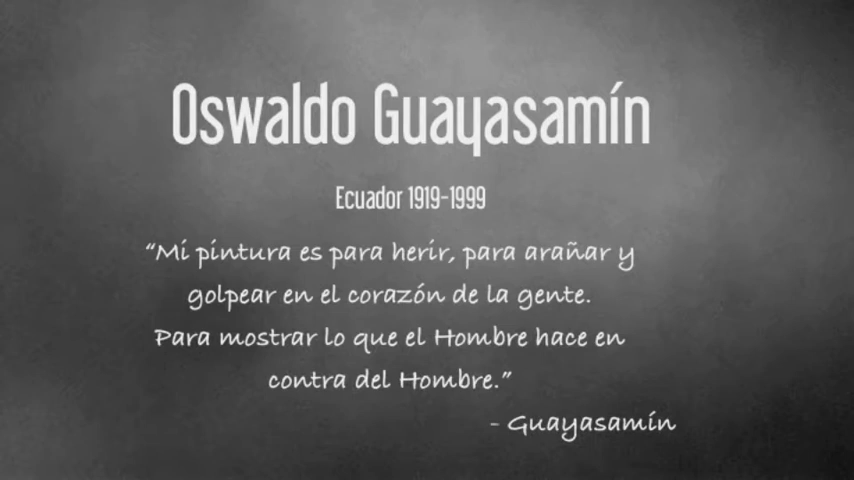 Oswaldo Guayasamín
Ecuador 1919-1999
“Mi pintura es para herir, para arañar y
golpear en el corazón de la gente.
Para mostrar lo que el Hombre hace en
contra del Hombre.”
- Guayasamín